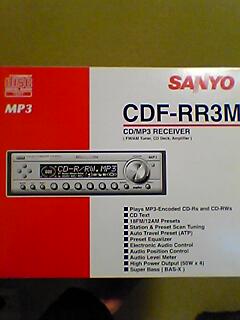 SANYO
MP3
CDF-RR3M
CD/MP3 RECEIVER
( FM/AM Tuner, CD Deck, Amplifier )
CD-R/RW.MP3
Plays MP3-Encoded CD-Rs and CD-RWs
CD Text
18FM/12AM Presets
Station & Preset Scan Tuning
Auto Travel Preset (ATP)
Preset Equalizer
Electronic Audio Control
Audio Position Control
Audio Level Meter
High Power Output (50W x 4)
Super Bass ( BAS-X )